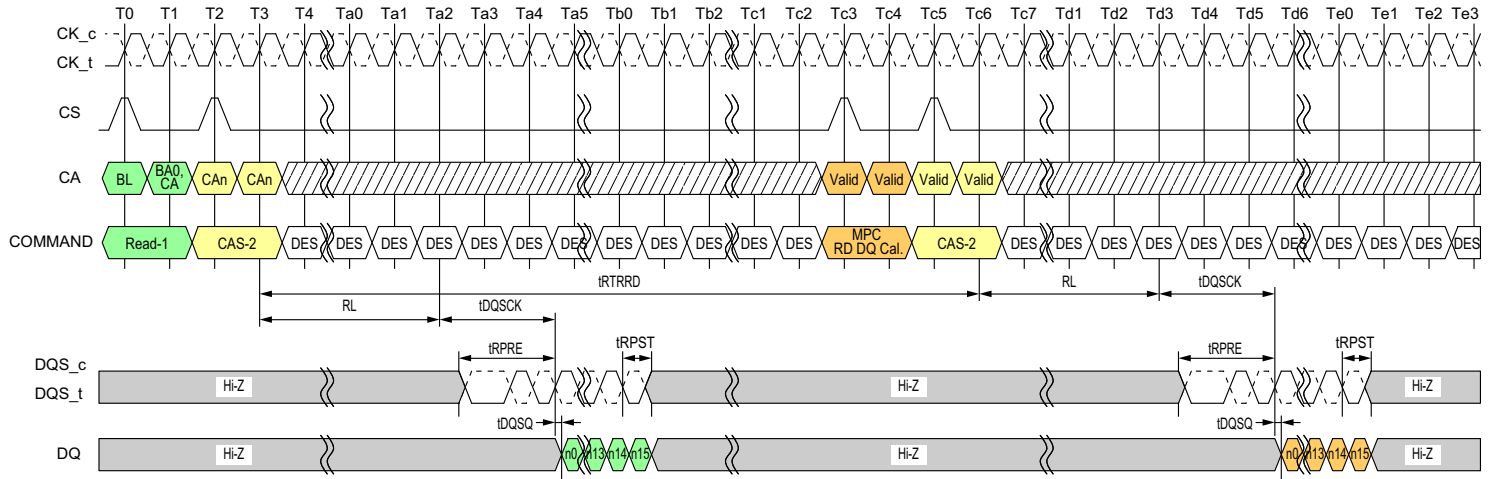 T0 T1 T2 T3 T4 Ta0 Ta1 Ta2 Ta3 Ta4 Ta5 Tb0 Tb1 Tb2 Tc1 Tc2 Tc3 Tc4 Tc5 Tc6 Tc7 Td1 Td2 Td3 Td4 Td5 Td6 Te0 Te1 Te2 Te3
CK_c
CK_t
CS
CA BL BA0, CA CAn CAn Valid Valid Valid Valid
COMMAND Read-1 CAS-2 DES DES DES DES DES DES DES DES DES DES DES DES MPC RD DQ Cal. CAS-2 DES DES DES DES DES DES DES DES DES DES DES
tRTRRD
RL tDQSCK RL tDQSCK
tRPRE tRPST tRPRE tRPST
DQS_c
DQS_t Hi-Z Hi-Z Hi-Z
tDQSQ tDQSQ
DQ Hi-Z n0 n13 n14 n15 Hi-Z n0 n13 n14 n15 Hi-Z